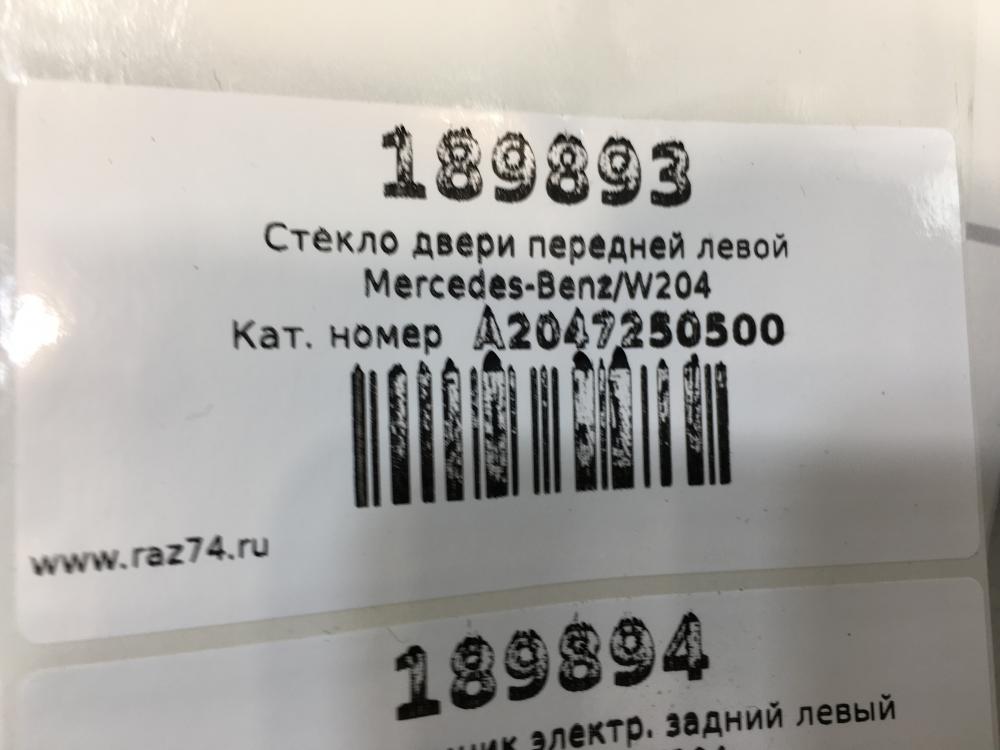 189893
Стекло двери передней левой
Mercedes-Benz/W204
Кат. номер A2047250500
www.raz74.ru
189894
электр. задний левый